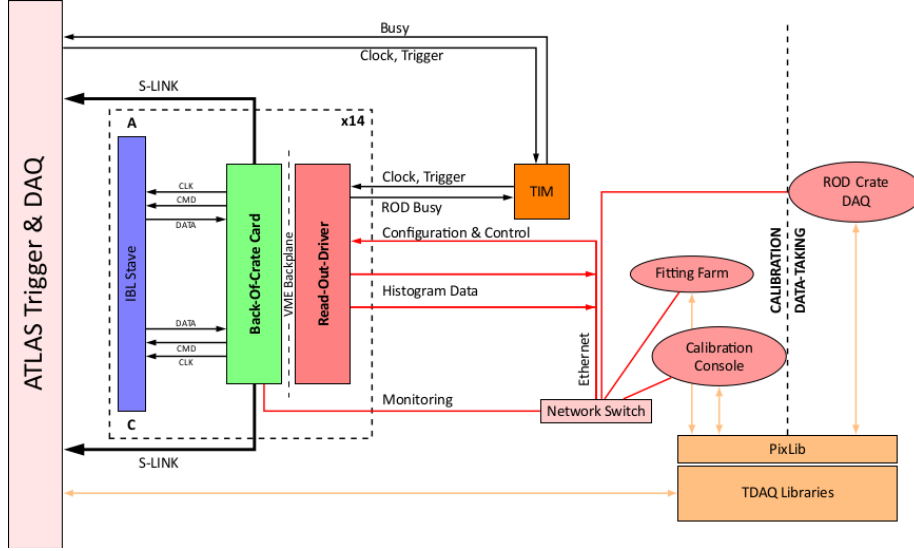 Busy
Clock, Trigger
S-LINK
A
x14
ATLAS Trigger & DAQ
IBL Stave
CLK
CMD
DATA
Back-Of-Crate Card
VME Backplane
Read-Out-Driver
Clock, Trigger
ROD Busy
TIM
ROD Crate
DAQ
Configuration & Control
Fitting Farm
CALIBRATION
DATA-TAKING
Histogram Data
DATA
CMD
CLK
Ethernet
Calibration
Console
Monitoring
Network Switch
C
S-LINK
PixLib
TDAQ Libraries